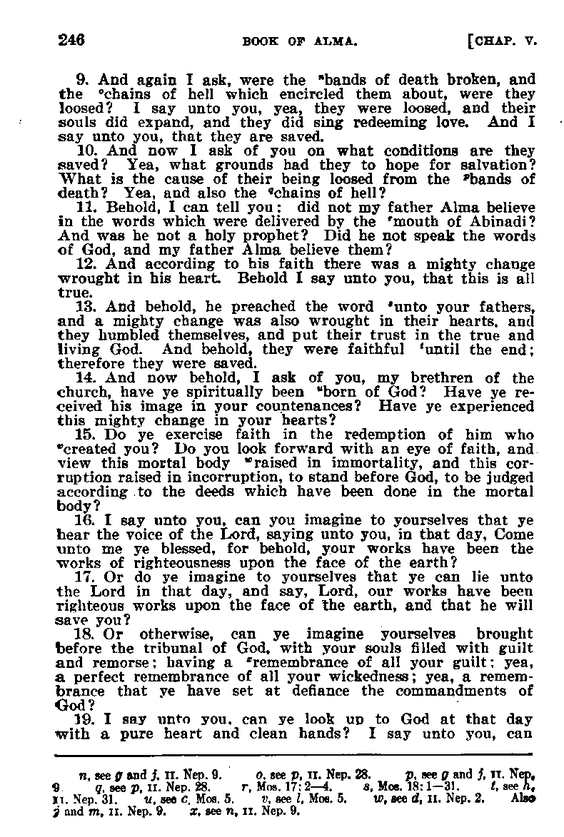 246 BOOK OF ALMA. [CHAP. V.
9. And again I ask, were the ⁿbands of death broken, and
the ᵒchains of hell which encircled them about, were they
loosed? I say unto you, yea, they were loosed, and their
souls did expand, and they did sing redeeming love. And I
say unto you, that they are saved.
10. And now I ask of you on what conditions are they
saved? Yea, what grounds had they to hope for salvation?
What is the cause of their being loosed from the ᵖbands of
death? Yea, and also the qchains of hell?
11. Behold, I can tell you: did not my father Alma believe
in the words which were delivered by the ʳmouth of Abinadi?
And was he not a holy prophet? Did he not speak the words
of God, and my father Alma believe them?
12. And according to his faith there was a mighty change
wrought in his heart. Behold I say unto you, that this is all
true.
13. And behold, he preached the word ˢunto your fathers,
and a mighty change was also wrought in their hearts, and
they humbled themselves, and put their trust in the true and
living God. And behold, they were faithful ᵗuntil the end;
therefore they were saved.
14. And now behold, I ask of you, my brethren of the
church, have ye spiritually been ᵘborn of God? Have ye re-
ceived his image in your countenances? Have ye experienced
this mighty change in your hearts?
15. Do ye exercise faith in the redemption of him who
ᵛcreated you? Do you look forward with an eye of faith, and
view this mortal body ʷraised in immortality, and this cor-
ruption raised in incorruption, to stand before God, to be judged
according to the deeds which have been done in the mortal
body?
16. I say unto you, can you imagine to yourselves that ye
hear the voice of the Lord, saying unto you, in that day, Come
unto me ye blessed, for behold, your works have been the
works of righteousness upon the face of the earth?
17. Or do ye imagine to yourselves that ye can lie unto
the Lord in that day, and say, Lord, our works have been
righteous works upon the face of the earth, and that he will
save you?
18. Or otherwise, can ye imagine yourselves brought
before the tribunal of God, with your souls filled with guilt
and remorse; having a ˣremembrance of all your guilt; yea,
a perfect remembrance of all your wickedness; yea, a remem-
brance that ye have set at defiance the commandments of
God?
19. I say unto you, can ye look up to God at that day
with a pure heart and clean hands? I say unto you, can
n, see g and j, II. Nep. 9. o, see p, II. Nep. 28. p, see g and j, II. Nep.
9 q, see p, II. Nep. 28. r, Mos. 17: 2—4. s, Mos. 18: 1—31. t, see h,
II. Nep. 31. u, see c, Mos. 5. v, see l, Mos. 5. w, see d, II. Nep. 2. Also
j and m, II. Nep. 9. x, see n, II. Nep. 9.